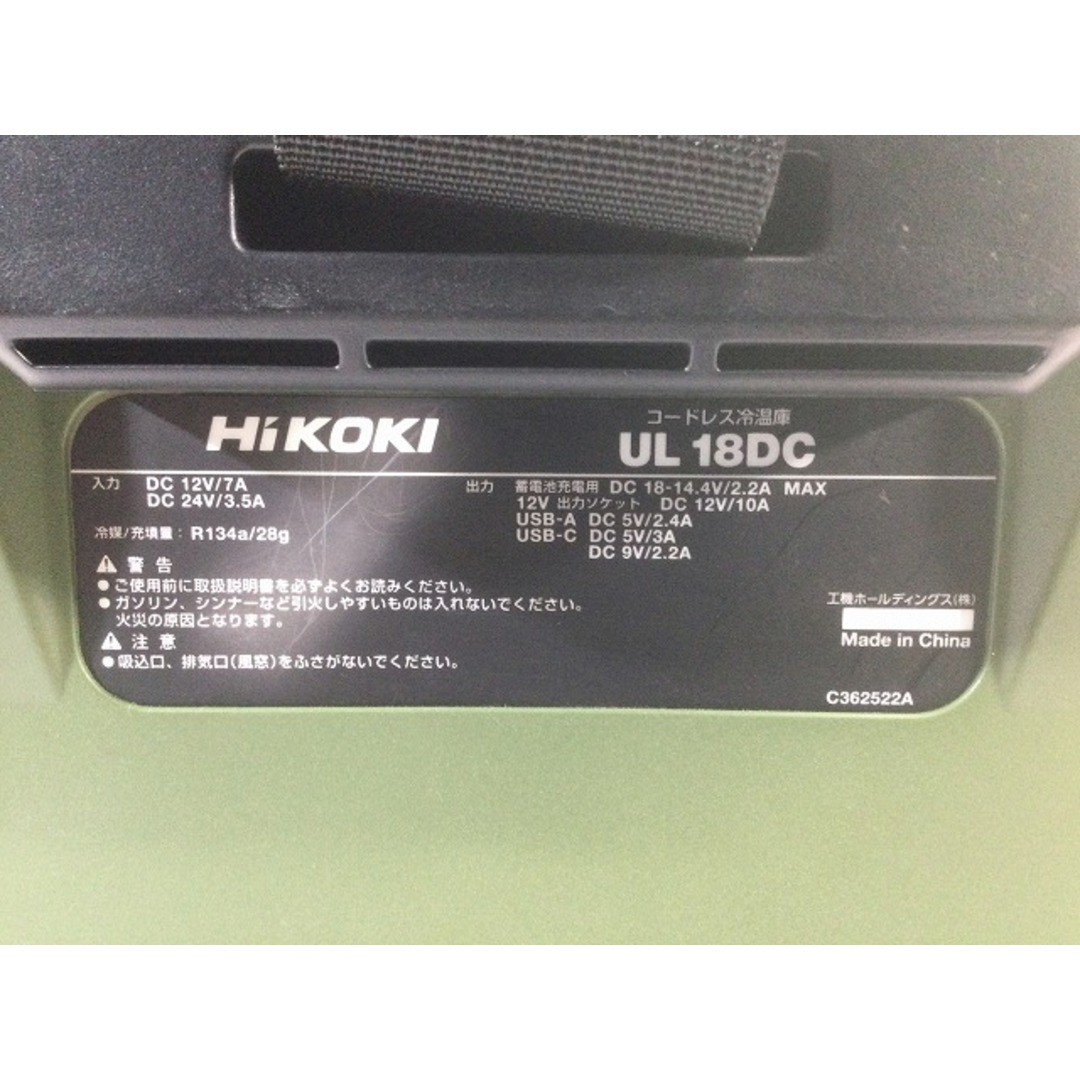 HiKOKI
コードレス冷温庫
UL 18DC
入力 DC 12V/7A
DC 24V/3.5A
冷媒/充填量：R134a/28g
出力 蓄電池充電用 DC 18-14.4V/2.2A MAX
12V 出力ソケット DC 12V/10A
USB-A DC 5V/2.4A
USB-C DC 5V/3A
DC 9V/2.2A
警告
●ご使用前に取扱説明書を必ずよくお読みください。
●ガソリン、シンナーなど引火しやすいものは入れないでください。
火災の原因となります。
注意
●吸込口、排気口(風窓)をふさがないでください。
工機ホールディングス(株)
Made in China
C362522A